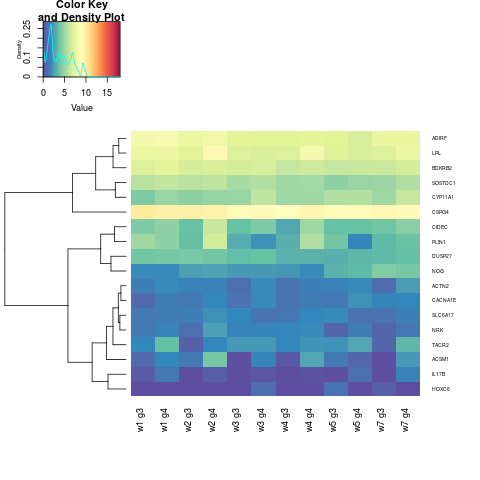 Color Key
and Density Plot
Density
0 0.1 0.25
0 5 10 15
Value
ADIRF
LPL
BDKRB2
SOSTDC1
CYP11A1
CSPG4
CIDEC
PLIN1
DUSP27
NOG
ACTN2
CACNA1E
SLC6A17
NRK
TACR2
ACSM1
IL17B
HOXC6
w1 g3
w1 g4
w2 g3
w2 g4
w3 g3
w3 g4
w4 g3
w4 g4
w5 g3
w5 g4
w7 g3
w7 g4